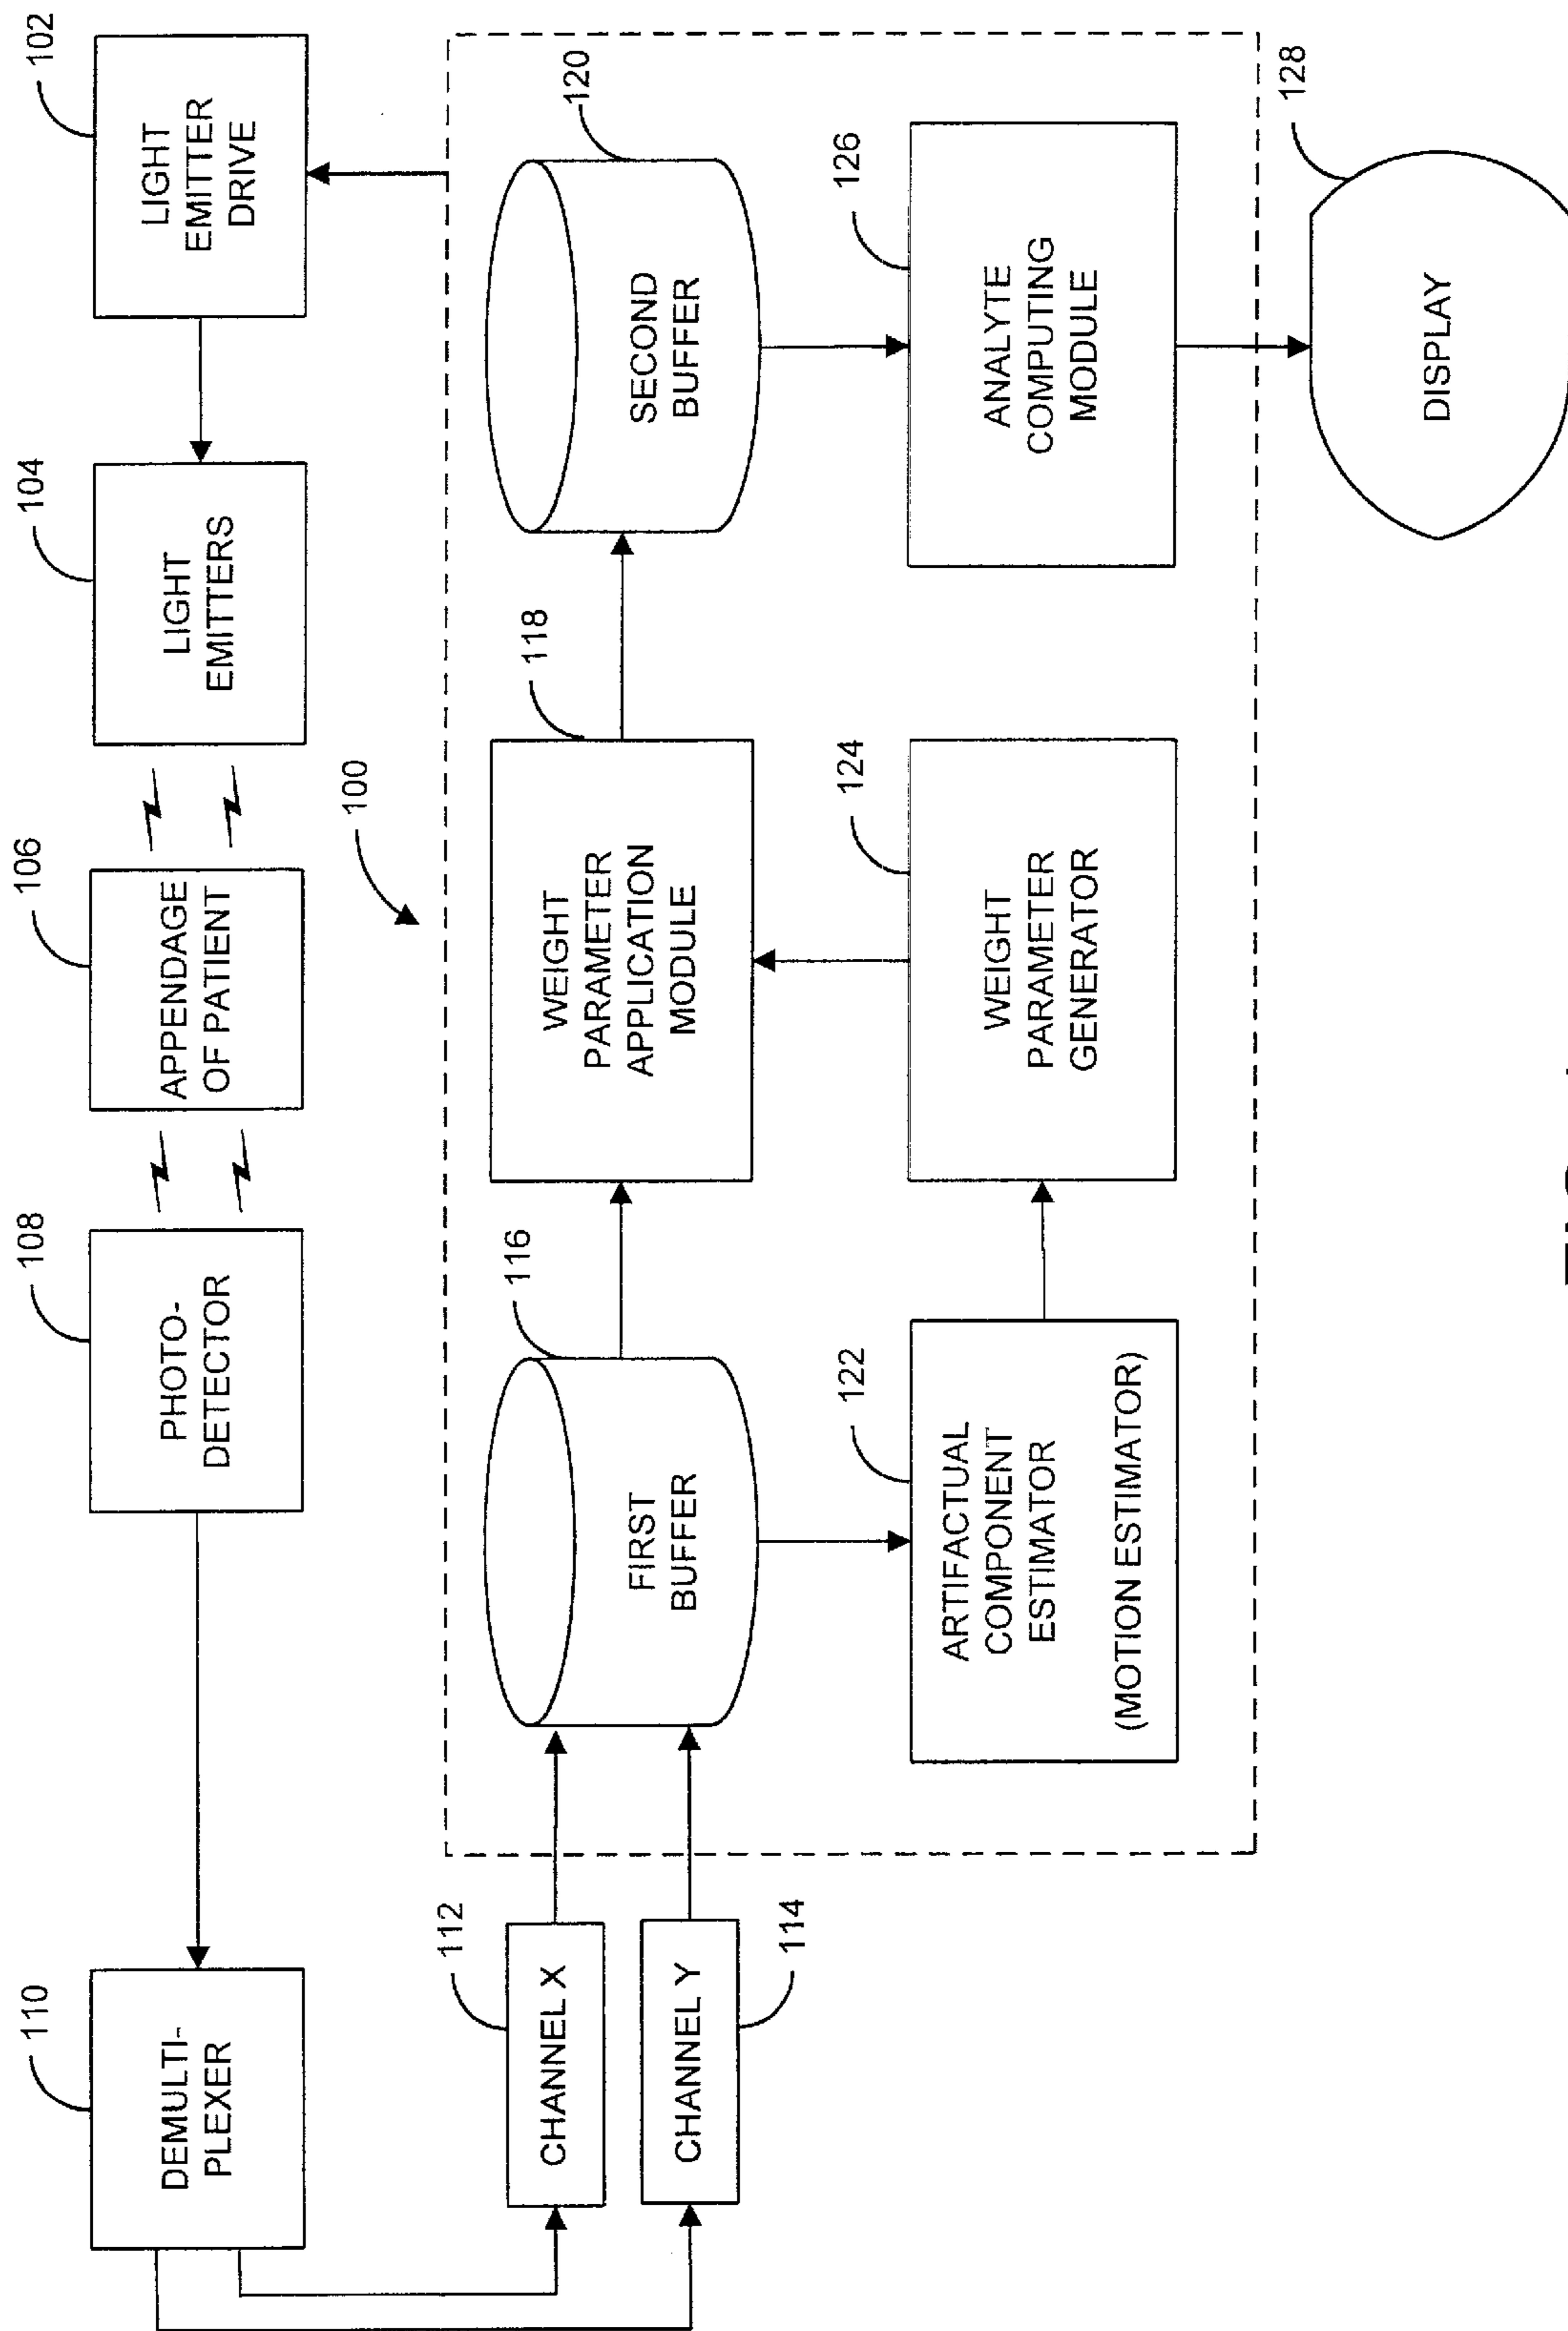 110
DEMULTI-
PLEXER
108
PHOTO-
DETECTOR
106
APPENDAGE
OF PATIENT
104
LIGHT
EMITTERS
102
LIGHT
EMITTER
DRIVE
100
112
CHANNEL X
CHANNEL Y
114
116
FIRST
BUFFER
118
WEIGHT
PARAMETER
APPLICATION
MODULE
120
SECOND
BUFFER
122
ARTIFACTUAL
COMPONENT
ESTIMATOR
(MOTION ESTIMATOR)
124
WEIGHT
PARAMETER
GENERATOR
126
ANALYTE
COMPUTING
MODULE
128
DISPLAY